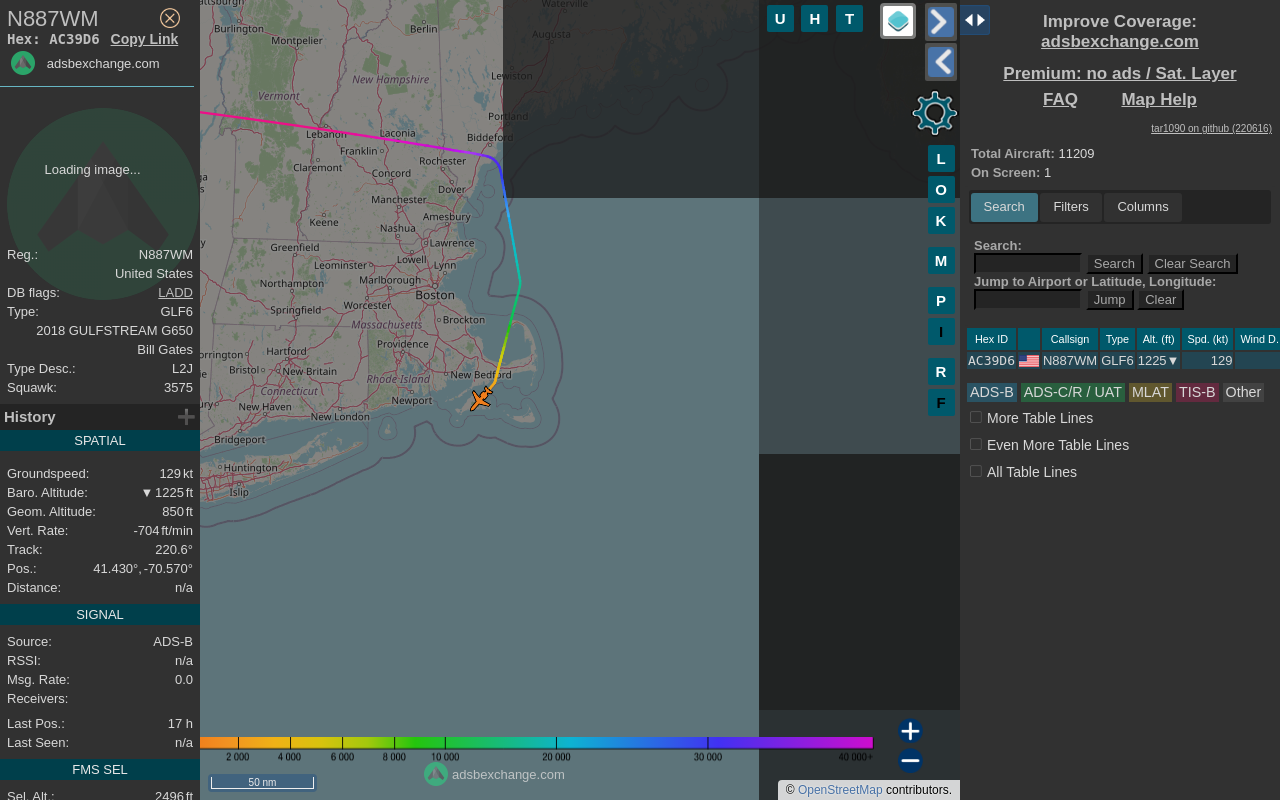 N887WM
Hex: AC39D6 Copy Link
adsbexchange.com
Loading image...
Reg.: N887WM
United States
DB flags: LADD
Type: GLF6
2018 GULFSTREAM G650
Bill Gates
Type Desc.: L2J
Squawk: 3575
History
SPATIAL
Groundspeed: 129 kt
Baro. Altitude: ▼ 1225 ft
Geom. Altitude: 850 ft
Vert. Rate: -704 ft/min
Track: 220.6°
Pos.: 41.430°, -70.570°
Distance: n/a
SIGNAL
Source: ADS-B
RSSI: n/a
Msg. Rate: 0.0
Receivers:
Last Pos.: 17 h
Last Seen: n/a
FMS SEL
Sel. Alt.: 2496 ft
Waterville
Burlington
Berlin
Montpelier
Augusta
Lewiston
New Hampshire
Vermont
Portland
Lebanon
Laconia
Biddeford
Franklin
Rochester
Claremont
Concord
Dover
Manchester
Amesbury
Keene
Nashua
Lawrence
Greenfield
Lowell
Leominster
Lynn
Northampton
Marlborough
Boston
Worcester
Springfield
Massachusetts
Brockton
Providence
Hartford
Bristol
New Britain
Rhode Island
New Bedford
Connecticut
Newport
New Haven
New London
Bridgeport
Huntington
Islip
U H T
L
O
K
M
P
I
R
F
2 000 4 000 6 000 8 000 10 000 20 000 30 000 40 000+
adsbexchange.com
50 nm
© OpenStreetMap contributors.
Improve Coverage:
adsbexchange.com
Premium: no ads / Sat. Layer
FAQ Map Help
tar1090 on github (220616)
Total Aircraft: 11209
On Screen: 1
Search Filters Columns
Search:
Search Clear Search
Jump to Airport or Latitude, Longitude:
Jump Clear
Hex ID Callsign Type Alt. (ft) Spd. (kt) Wind D.
AC39D6 N887WM GLF6 1225▼ 129
ADS-B ADS-C/R / UAT MLAT TIS-B Other
More Table Lines
Even More Table Lines
All Table Lines